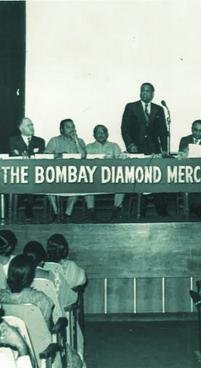 THE BOMBAY DIAMOND MERC